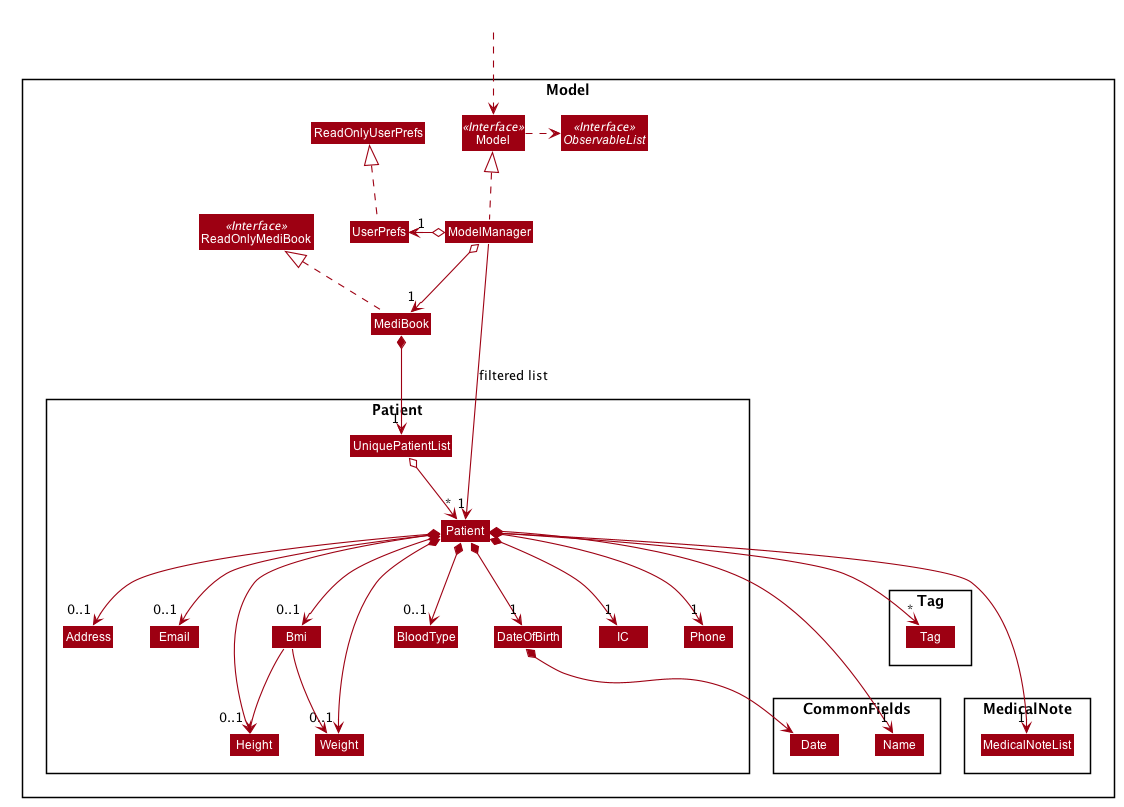 Model
«Interface»
Model
«Interface»
ObservableList
ReadOnlyUserPrefs
«Interface»
ReadOnlyMediBook
UserPrefs
1
ModelManager
1
MediBook
filtered list
Patient
1
UniquePatientList
* 1
Patient
0..1
0..1
0..1
0..1
1
1
1
*
Tag
Address
Email
Bmi
BloodType
DateOfBirth
IC
Phone
Tag
0..1
0..1
CommonFields
1
MedicalNote
1
Height
Weight
Date
Name
MedicalNoteList